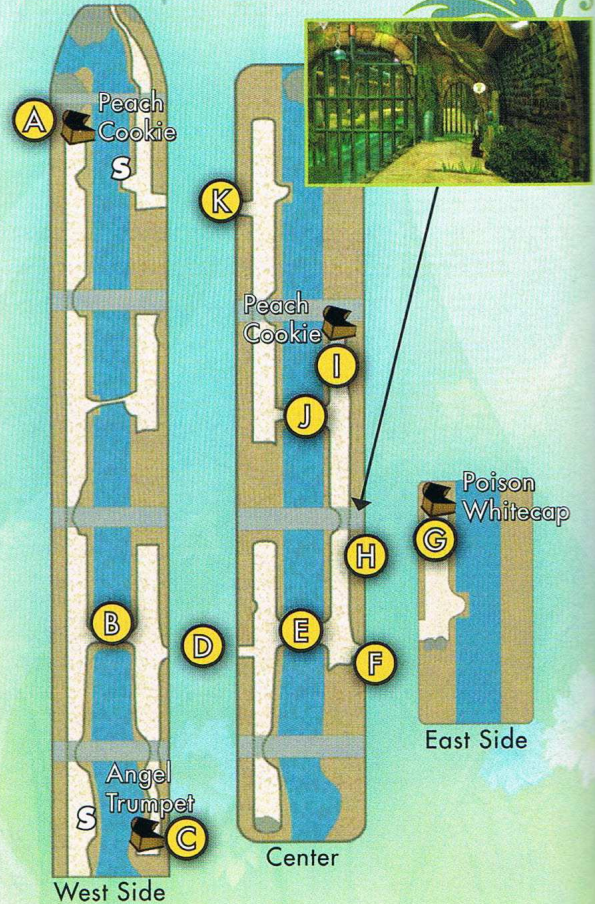 A
Peach
Cookie
S
K
Peach
Cookie
I
J
Poison
Whitecap
G
H
B
D
E
F
East Side
Angel
Trumpet
S
C
Center
West Side